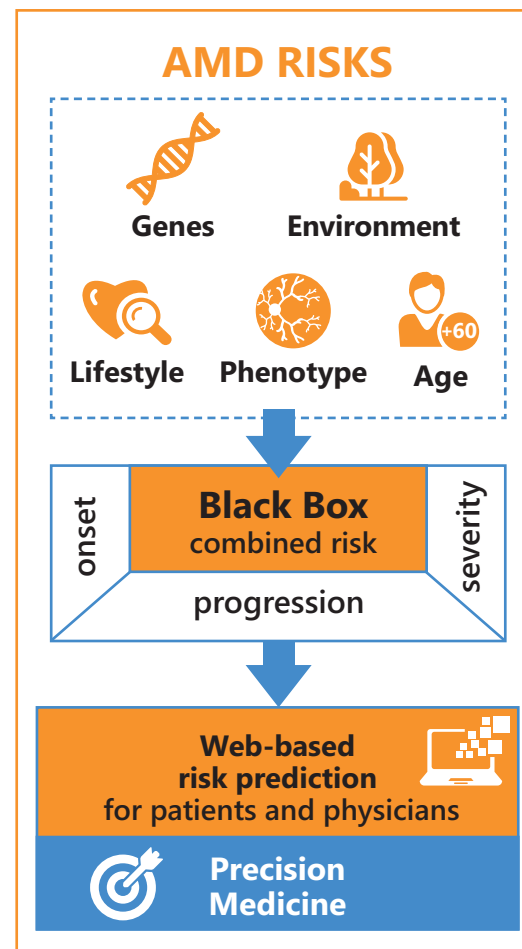 AMD RISKS
Genes
Environment
Lifestyle
Phenotype
+60
Age
onset
Black Box
combined risk
severity
progression
Web-based
risk prediction
for patients and physicians
Precision
Medicine